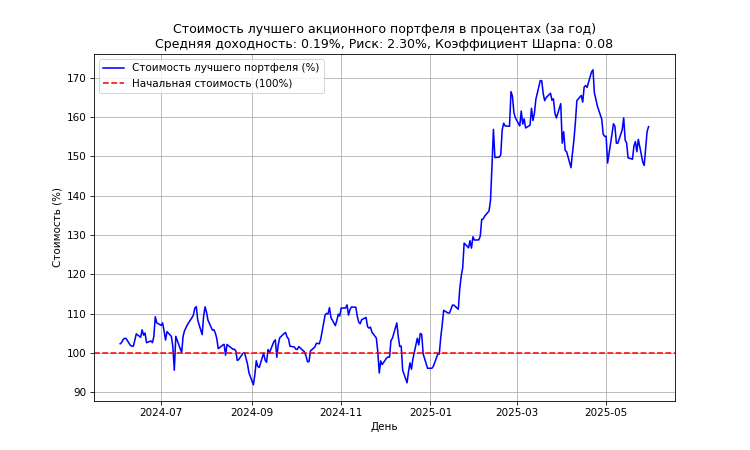 Стоимость лучшего акционного портфеля в процентах (за год)
Средняя доходность: 0.19%, Риск: 2.30%, Коэффициент Шарпа: 0.08
Стоимость лучшего портфеля (%)
Начальная стоимость (100%)
Стоимость (%)
170
160
150
140
130
120
110
100
90
2024-07
2024-09
2024-11
2025-01
2025-03
2025-05
День